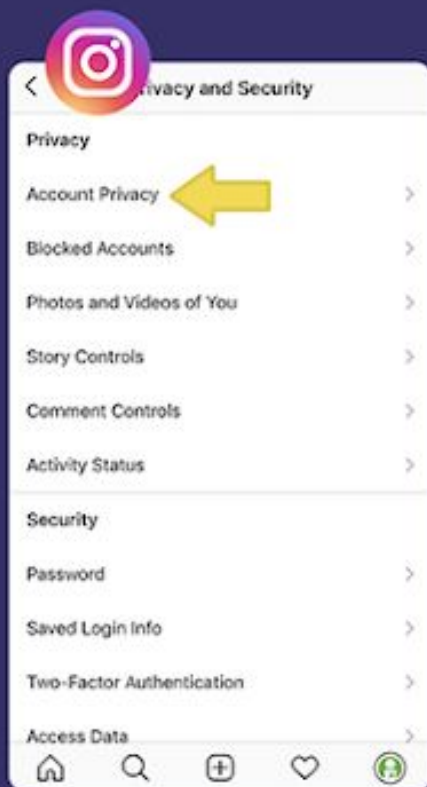 ivacy and Security
Privacy
Account Privacy
Blocked Accounts
Photos and Videos of You
Story Controls
Comment Controls
Activity Status
Security
Password
Saved Login Info
Two-Factor Authentication
Access Data